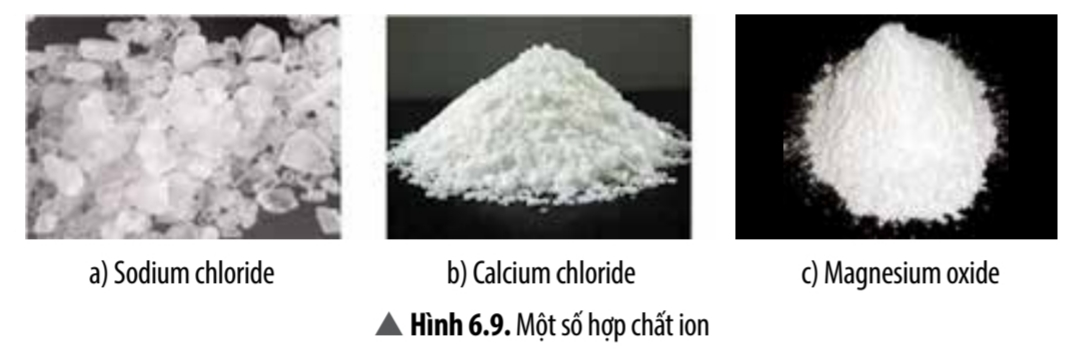 a) Sodium chloride
b) Calcium chloride
c) Magnesium oxide
▲ Hình 6.9. Một số hợp chất ion